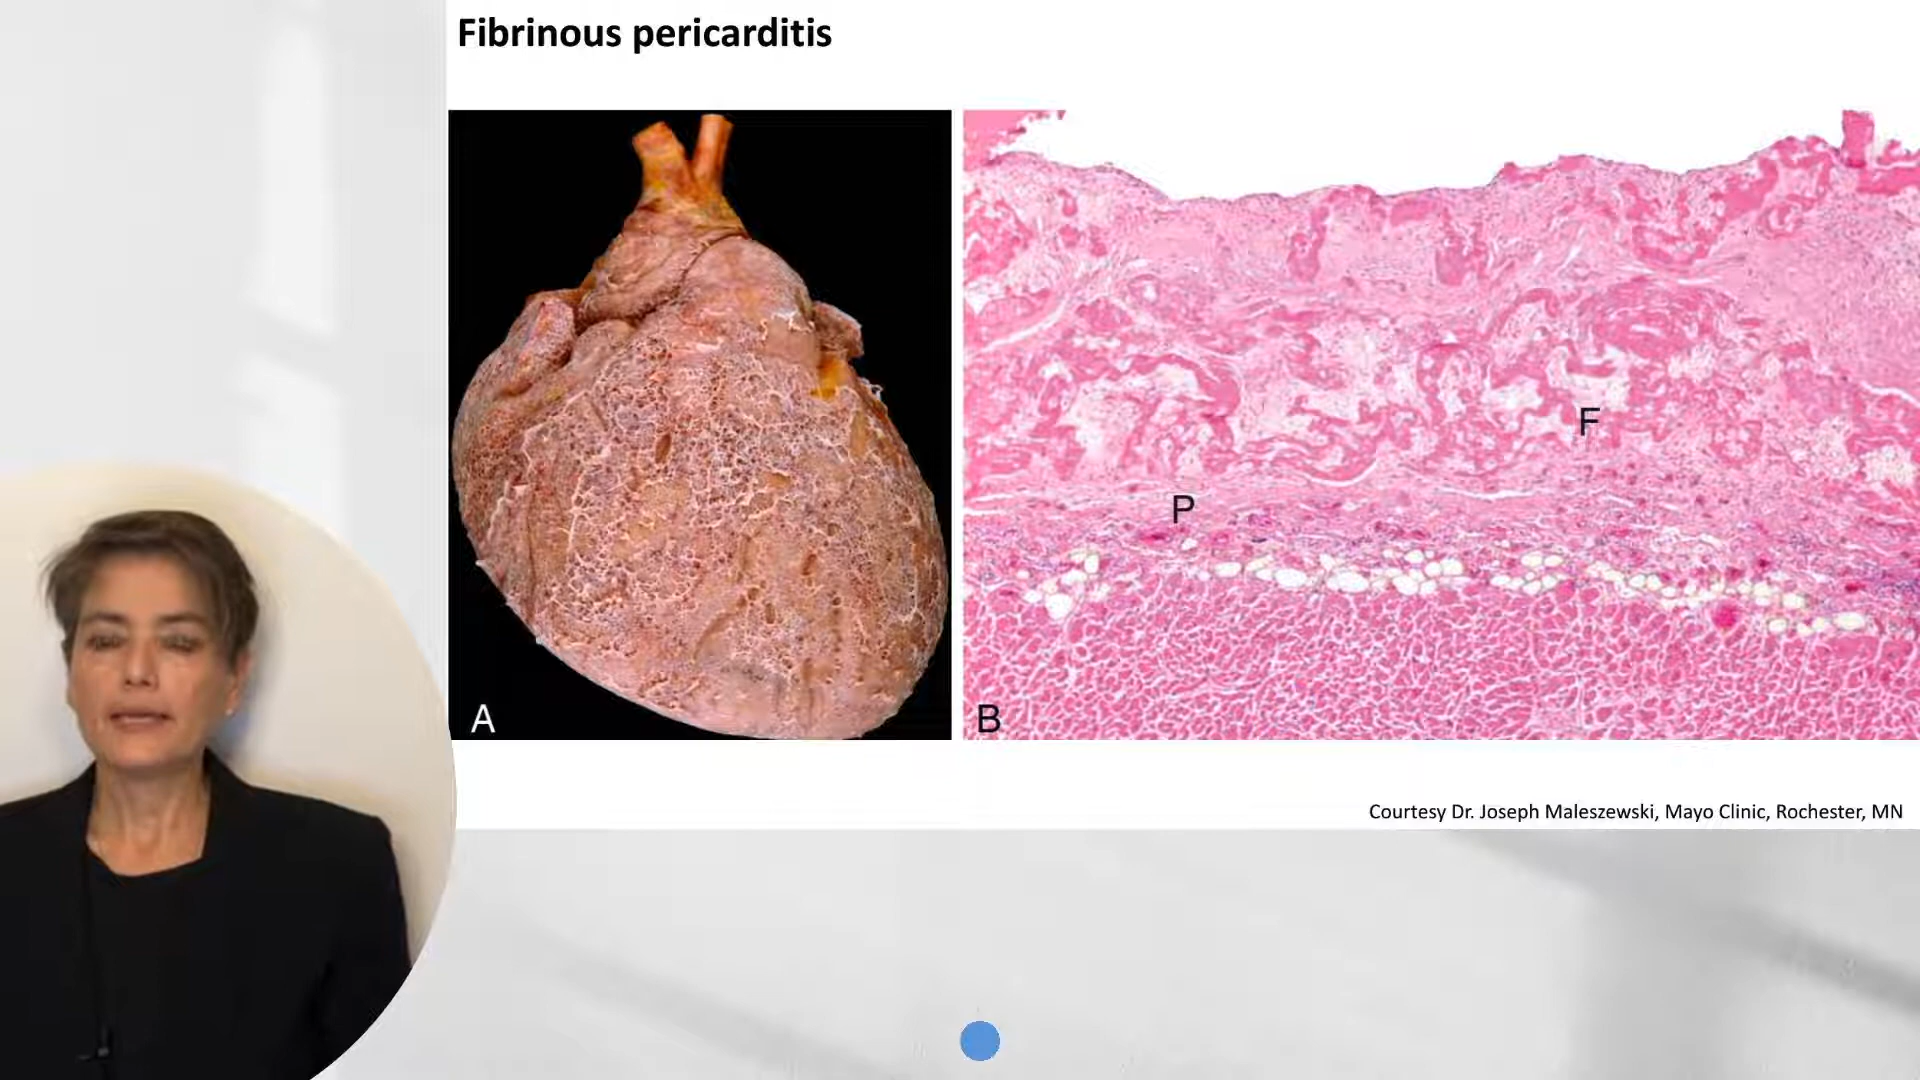 Fibrinous pericarditis
F
P
A
B
Courtesy Dr. Joseph Maleszewski, Mayo Clinic, Rochester, MN